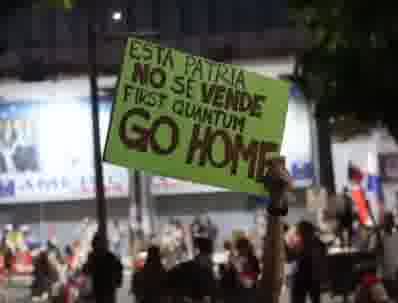 ESTA PATRIA
NO SE VENDE
FIRST QUANTUM
GO HOME